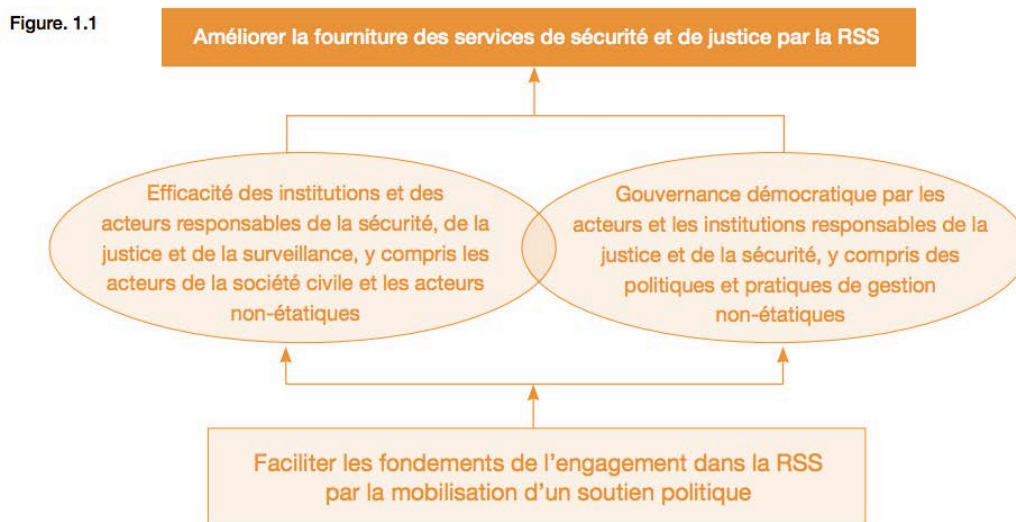 Figure. 1.1
Améliorer la fourniture des services de sécurité et de justice par la RSS
Efficacité des institutions et des
acteurs responsables de la sécurité, de la
justice et de la surveillance, y compris les
acteurs de la société civile et les acteurs
non-étatiques
Gouvernance démocratique par les
acteurs et les institutions responsables de la
justice et de la sécurité, y compris des
politiques et pratiques de gestion
non-étatiques
Faciliter les fondements de l'engagement dans la RSS
par la mobilisation d'un soutien politique